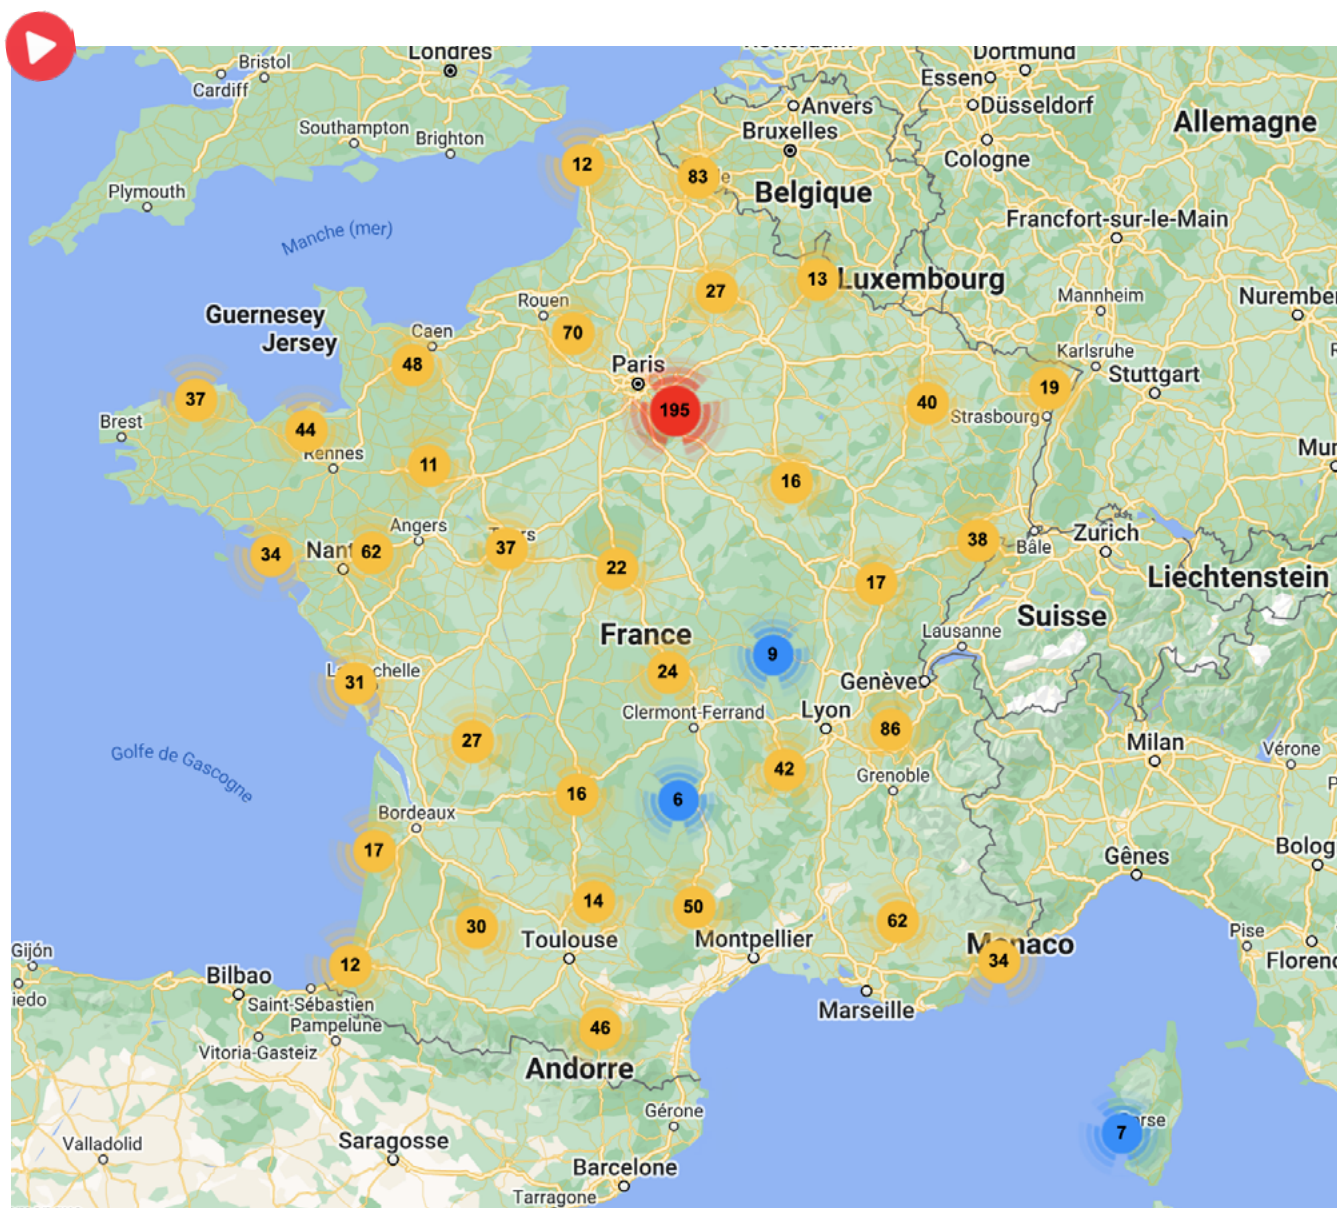 Londres
Dortmund
Bristol
Essen
Cardiff
Anvers
Düsseldorf
Southampton
Bruxelles
Allemagne
Brighton
Cologne
12
83
Plymouth
Belgique
Francfort-sur-le-Main
Manche (mer)
13
Luxembourg
27
Mannheim
Rouen
Guernesey
Jersey
70
Caen
Karlsruhe
48
Paris
Stuttgart
37
19
40
195
Strasbourg
Brest
44
Rennes
11
16
Angers
34
62
37
38
Bâle
Zurich
22
17
Liechtenstein
Suisse
France
Lausanne
9
24
31
Genève
Clermont-Ferrand
Lyon
86
27
Milan
Vérone
Golfe de Gascogne
42
Grenoble
16
6
Bordeaux
17
Gênes
14
50
62
30
Toulouse
Montpellier
Monaco
Pise
Gijón
12
34
Bilbao
Marseille
Saint-Sébastien
Pampelune
46
Vitoria-Gasteiz
Andorre
Gérone
7
Valladolid
Saragosse
Barcelone
Tarragone